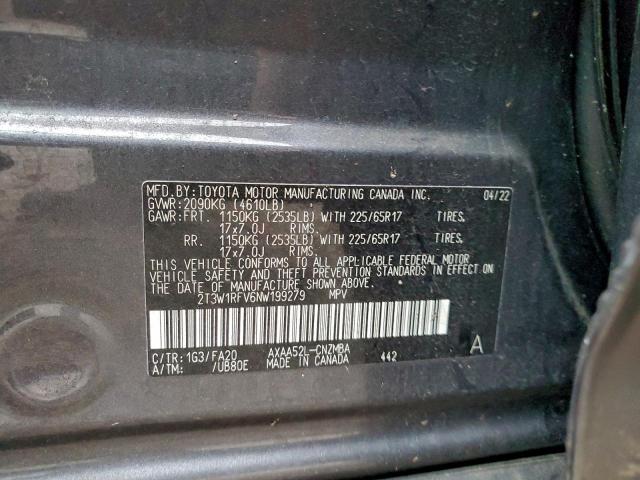 MFD.BY:TOYOTA MOTOR MANUFACTURING CANADA INC. 04/22
GVWR:2090KG (4610LB)
GAWR:FRT. 1150KG (2535LB) WITH 225/65R17 TIRES,
17x7.0J RIMS.
RR. 1150KG (2535LB) WITH 225/65R17 TIRES,
17x7.0J RIMS.
THIS VEHICLE CONFORMS TO ALL APPLICABLE FEDERAL MOTOR
VEHICLE SAFETY AND THEFT PREVENTION STANDARDS IN EFFECT ON
THE DATE OF MANUFACTURE SHOWN ABOVE.
2T3W1RFV6NW199279 MPV
C/TR:1G3/FA20 AXAA52L-CNZMBA 442 A
A/TM: /UB80E MADE IN CANADA